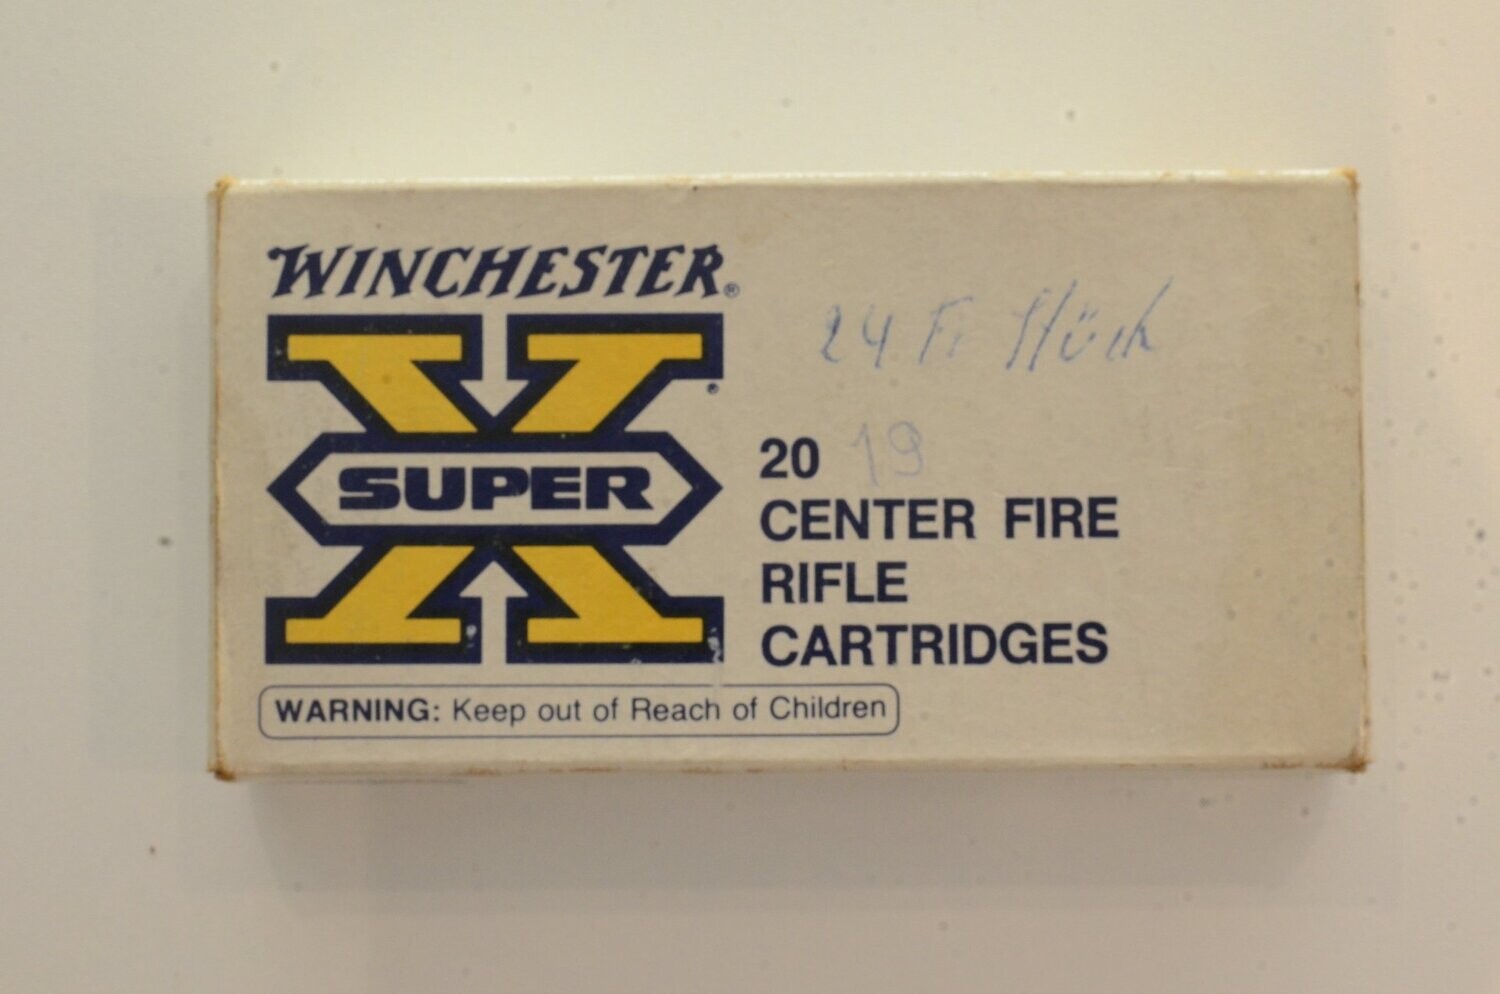 WINCHESTER®
SUPER X
24 Fr Stück
20 19
CENTER FIRE
RIFLE
CARTRIDGES
WARNING: Keep out of Reach of Children